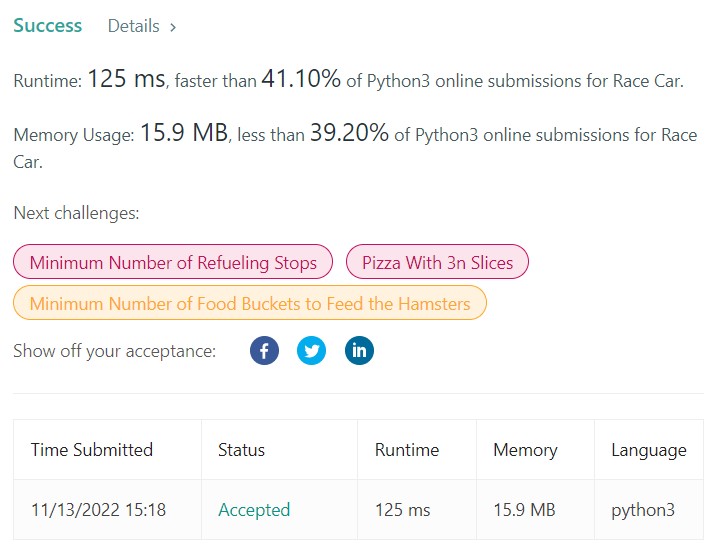 Success Details >
Runtime: 125 ms, faster than 41.10% of Python3 online submissions for Race Car.
Memory Usage: 15.9 MB, less than 39.20% of Python3 online submissions for Race
Car.
Next challenges:
Minimum Number of Refueling Stops Pizza With 3n Slices
Minimum Number of Food Buckets to Feed the Hamsters
Show off your acceptance: f in
Time Submitted Status Runtime Memory Language
11/13/2022 15:18 Accepted 125 ms 15.9 MB python3